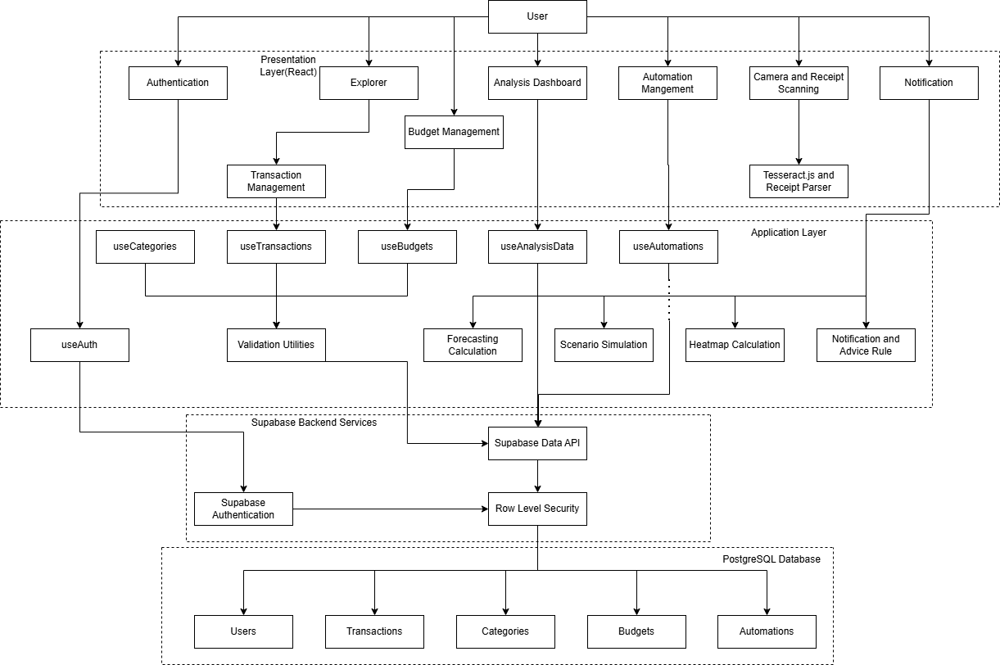 User
Presentation
Layer(React)
Authentication
Explorer
Analysis Dashboard
Automation
Mangement
Camera and Receipt
Scanning
Notification
Budget Management
Transaction
Management
Tesseract.js and
Receipt Parser
Application Layer
useCategories
useTransactions
useBudgets
useAnalysisData
useAutomations
useAuth
Validation Utilities
Forecasting
Calculation
Scenario Simulation
Heatmap Calculation
Notification and
Advice Rule
Supabase Backend Services
Supabase Data API
Supabase
Authentication
Row Level Security
PostgreSQL Database
Users
Transactions
Categories
Budgets
Automations